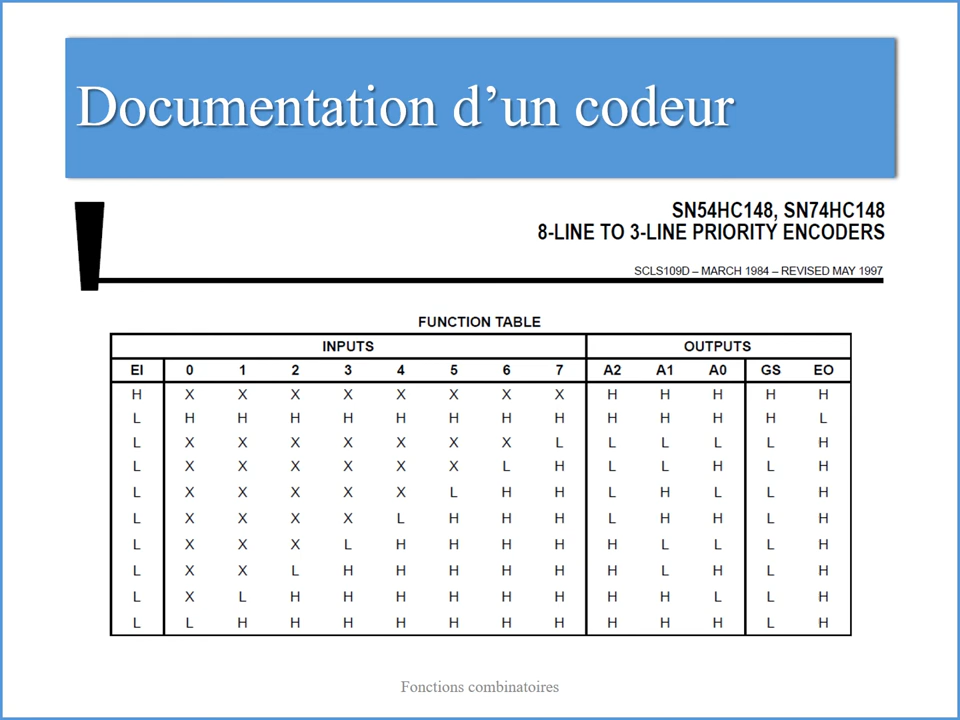 Documentation d’un codeur
SN54HC148, SN74HC148
8-LINE TO 3-LINE PRIORITY ENCODERS
SCLS109D – MARCH 1984 – REVISED MAY 1997
FUNCTION TABLE
INPUTS OUTPUTS
EI 0 1 2 3 4 5 6 7 A2 A1 A0 GS EO
H X X X X X X X X H H H H H
L H H H H H H H H H H H H L
L X X X X X X X L L L L L H
L X X X X X X L H L L H L H
L X X X X X L H H L H L L H
L X X X X L H H H L H H L H
L X X X L H H H H H L L L H
L X X L H H H H H H L H L H
L X L H H H H H H H H L L H
L L H H H H H H H H H H L H
Fonctions combinatoires